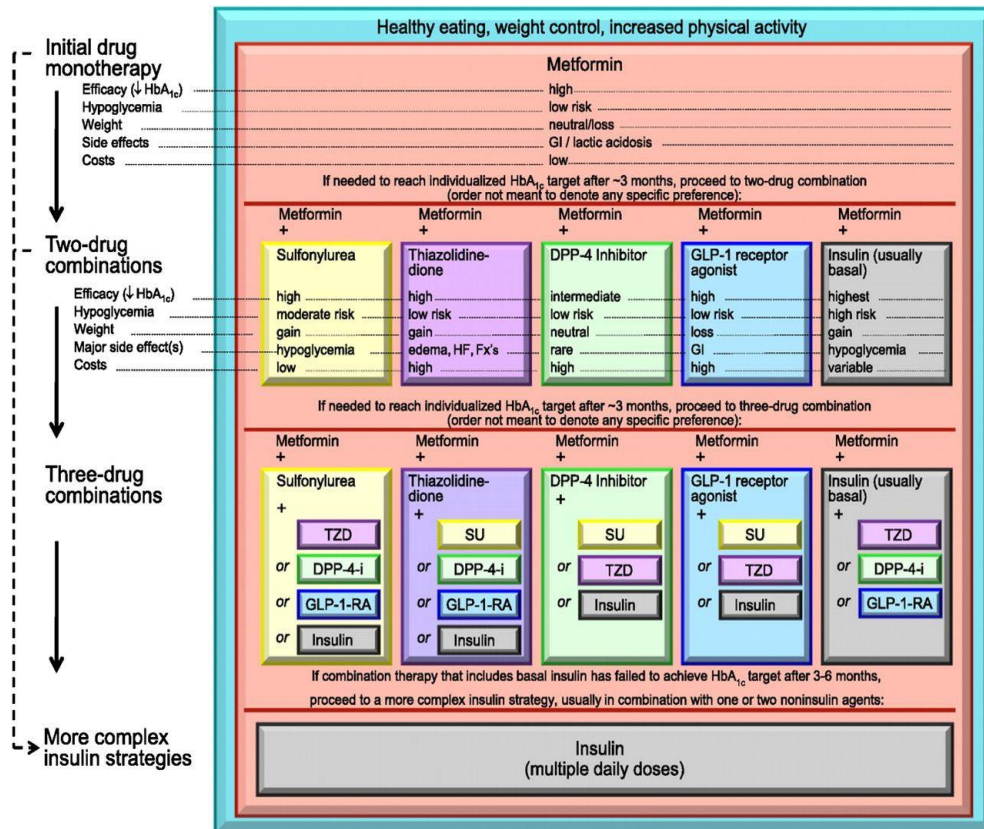 Healthy eating, weight control, increased physical activity
Initial drug
monotherapy
Metformin
Efficacy (↓ HbA1c) high
Hypoglycemia low risk
Weight neutral/loss
Side effects GI / lactic acidosis
Costs low
If needed to reach individualized HbA1c target after ~3 months, proceed to two-drug combination
(order not meant to denote any specific preference):
Metformin Metformin Metformin Metformin Metformin
+ + + + +
Two-drug
combinations
Sulfonylurea Thiazolidine-dione DPP-4 Inhibitor GLP-1 receptor agonist Insulin (usually basal)
Efficacy (↓ HbA1c) high high intermediate high highest
Hypoglycemia moderate risk low risk low risk low risk high risk
Weight gain gain neutral loss gain
Major side effect(s) hypoglycemia edema, HF, Fx's rare GI hypoglycemia
Costs low high high high variable
If needed to reach individualized HbA1c target after ~3 months, proceed to three-drug combination
(order not meant to denote any specific preference):
Metformin Metformin Metformin Metformin Metformin
+ + + + +
Three-drug
combinations
Sulfonylurea Thiazolidine-dione DPP-4 Inhibitor GLP-1 receptor agonist Insulin (usually basal)
+ + + + +
TZD SU SU SU TZD
or DPP-4-i or DPP-4-i or TZD or TZD or DPP-4-i
or GLP-1-RA or GLP-1-RA or Insulin or Insulin or GLP-1-RA
or Insulin or Insulin
If combination therapy that includes basal insulin has failed to achieve HbA1c target after 3-6 months,
proceed to a more complex insulin strategy, usually in combination with one or two noninsulin agents:
More complex
insulin strategies
Insulin
(multiple daily doses)